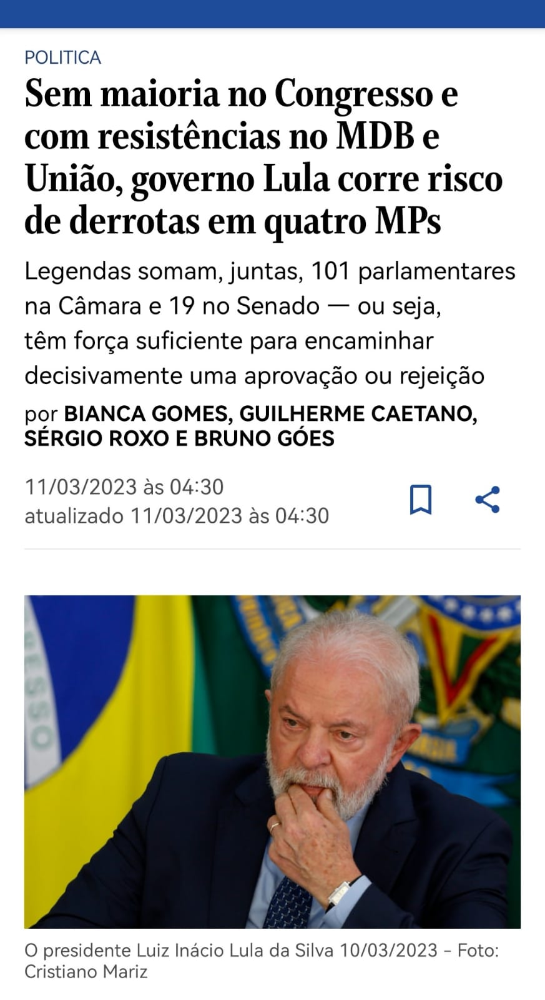 POLITICA
Sem maioria no Congresso e
com resistências no MDB e
União, governo Lula corre risco
de derrotas em quatro MPs
Legendas somam, juntas, 101 parlamentares
na Câmara e 19 no Senado — ou seja,
têm força suficiente para encaminhar
decisivamente uma aprovação ou rejeição
por BIANCA GOMES, GUILHERME CAETANO,
SÉRGIO ROXO E BRUNO GÓES
11/03/2023 às 04:30
atualizado 11/03/2023 às 04:30
RESSO
O presidente Luiz Inácio Lula da Silva 10/03/2023 - Foto:
Cristiano Mariz